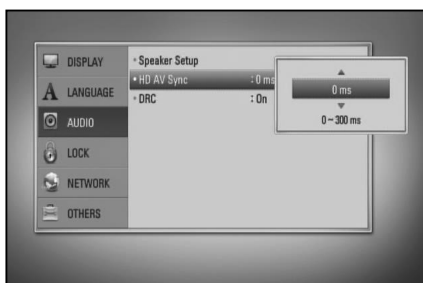 DISPLAY
LANGUAGE
AUDIO
LOCK
NETWORK
OTHERS
• Speaker Setup
• HD AV Sync : 0 ms
• DRC : On
0 ms
0 ~ 300 ms